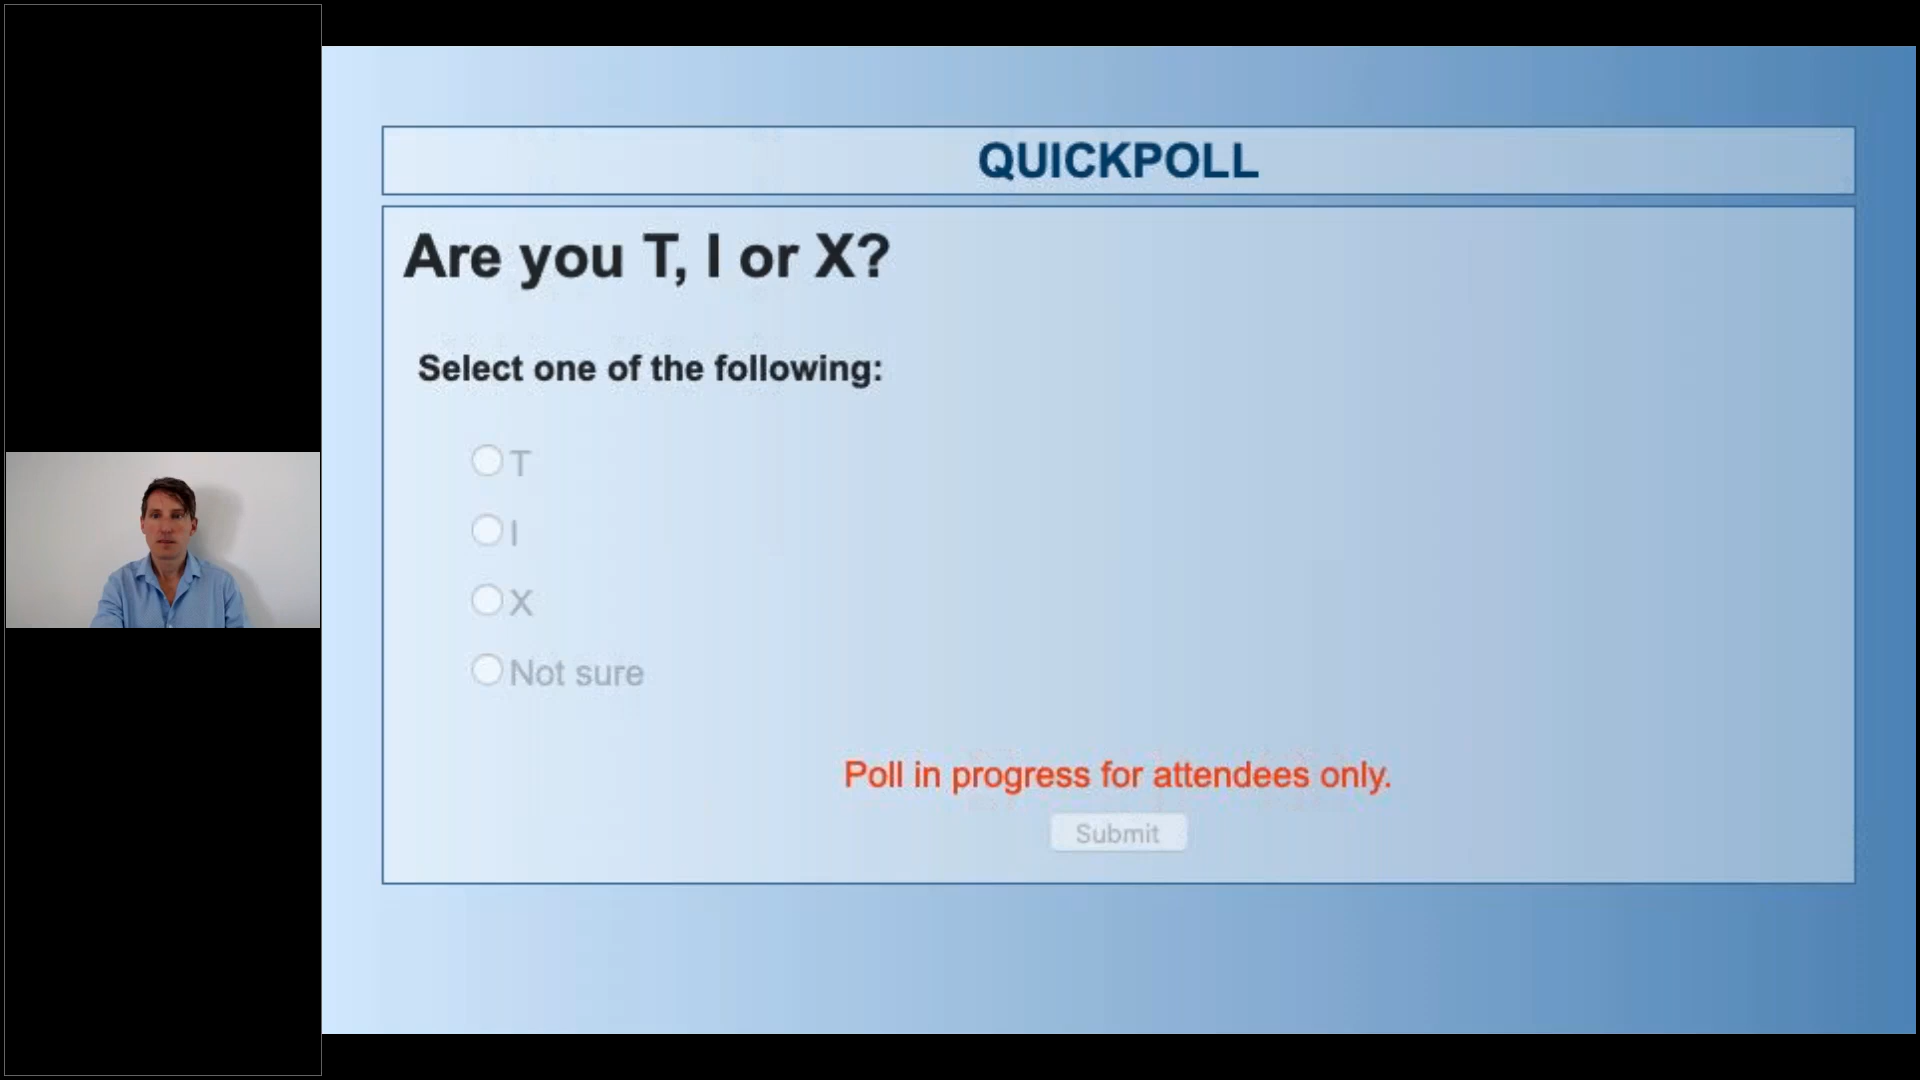 QUICKPOLL
Are you T, I or X?
Select one of the following:
T
I
X
Not sure
Poll in progress for attendees only.
Submit